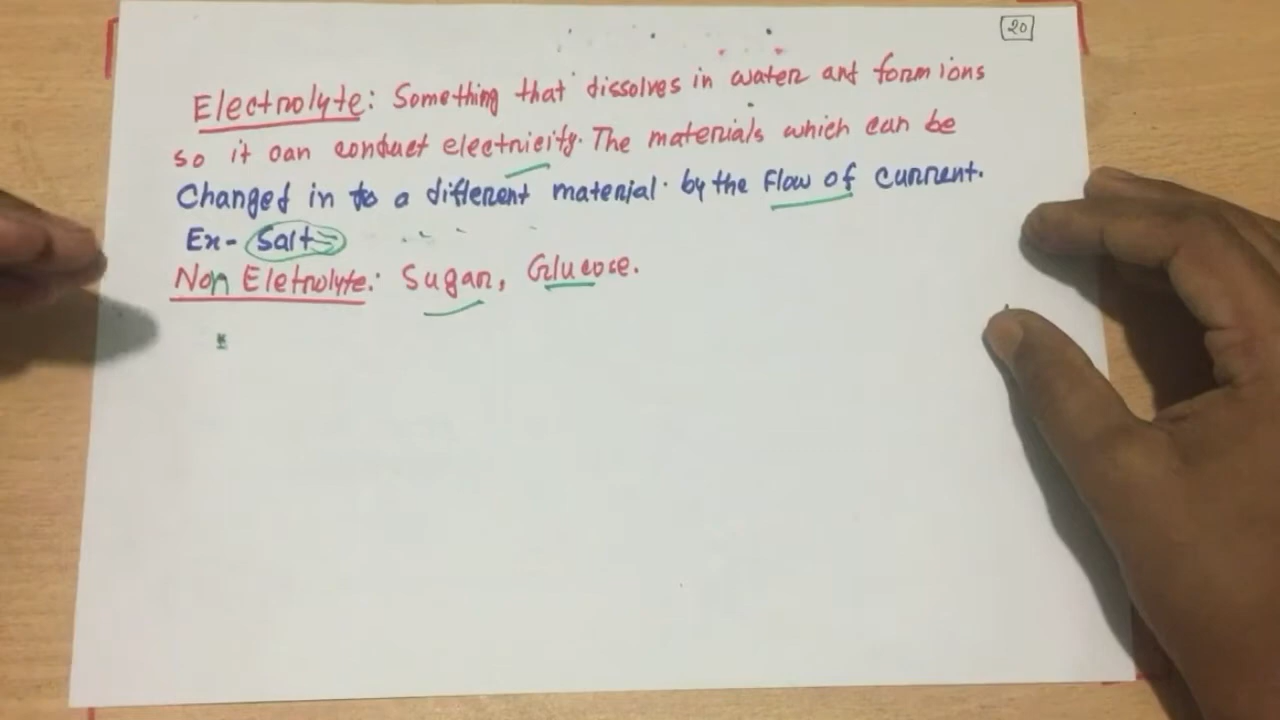 20
Electrolyte: Something that dissolves in water and form ions
so it can conduct electricity. The materials which can be
Changed in to a different material. by the Flow of current.
Ex- Salt
Non Eletrolyte: Sugar, Glucose.